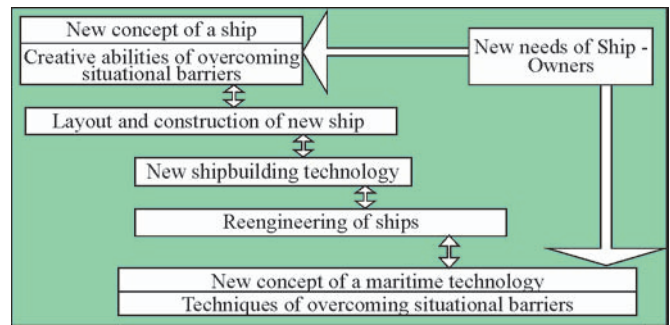 New concept of a ship
Creative abilities of overcoming
situational barriers
New needs of Ship -
Owners
Layout and construction of new ship
New shipbuilding technology
Reengineering of ships
New concept of a maritime technology
Techniques of overcoming situational barriers